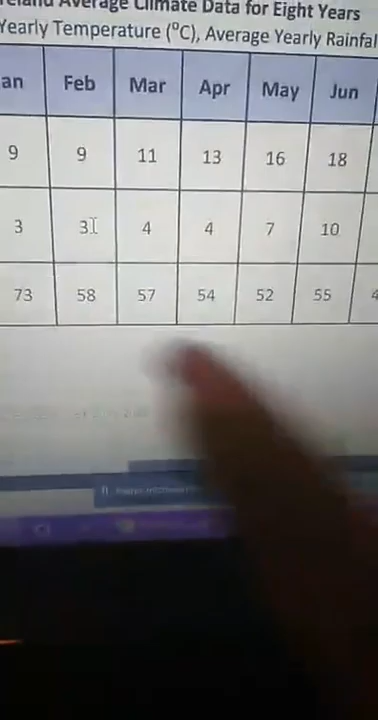 Average Climate Data for Eight Years
Yearly Temperature (°C), Average Yearly Rainfal
an Feb Mar Apr May Jun
9 9 11 13 16 18
3 3 4 4 7 10
73 58 57 54 52 55 4